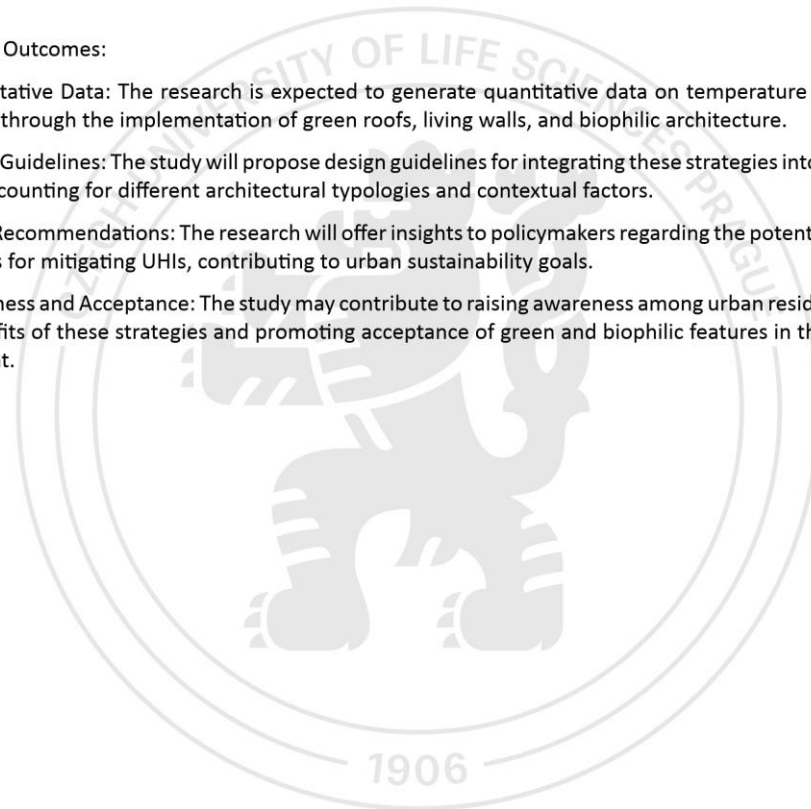 Outcomes:
tative Data: The research is expected to generate quantitative data on temperature
through the implementation of green roofs, living walls, and biophilic architecture.
Guidelines: The study will propose design guidelines for integrating these strategies into
counting for different architectural typologies and contextual factors.
Recommendations: The research will offer insights to policymakers regarding the potent
s for mitigating UHIs, contributing to urban sustainability goals.
ness and Acceptance: The study may contribute to raising awareness among urban resid
fits of these strategies and promoting acceptance of green and biophilic features in th
t.
CZECH UNIVERSITY OF LIFE SCIENCES PRAGUE
1906